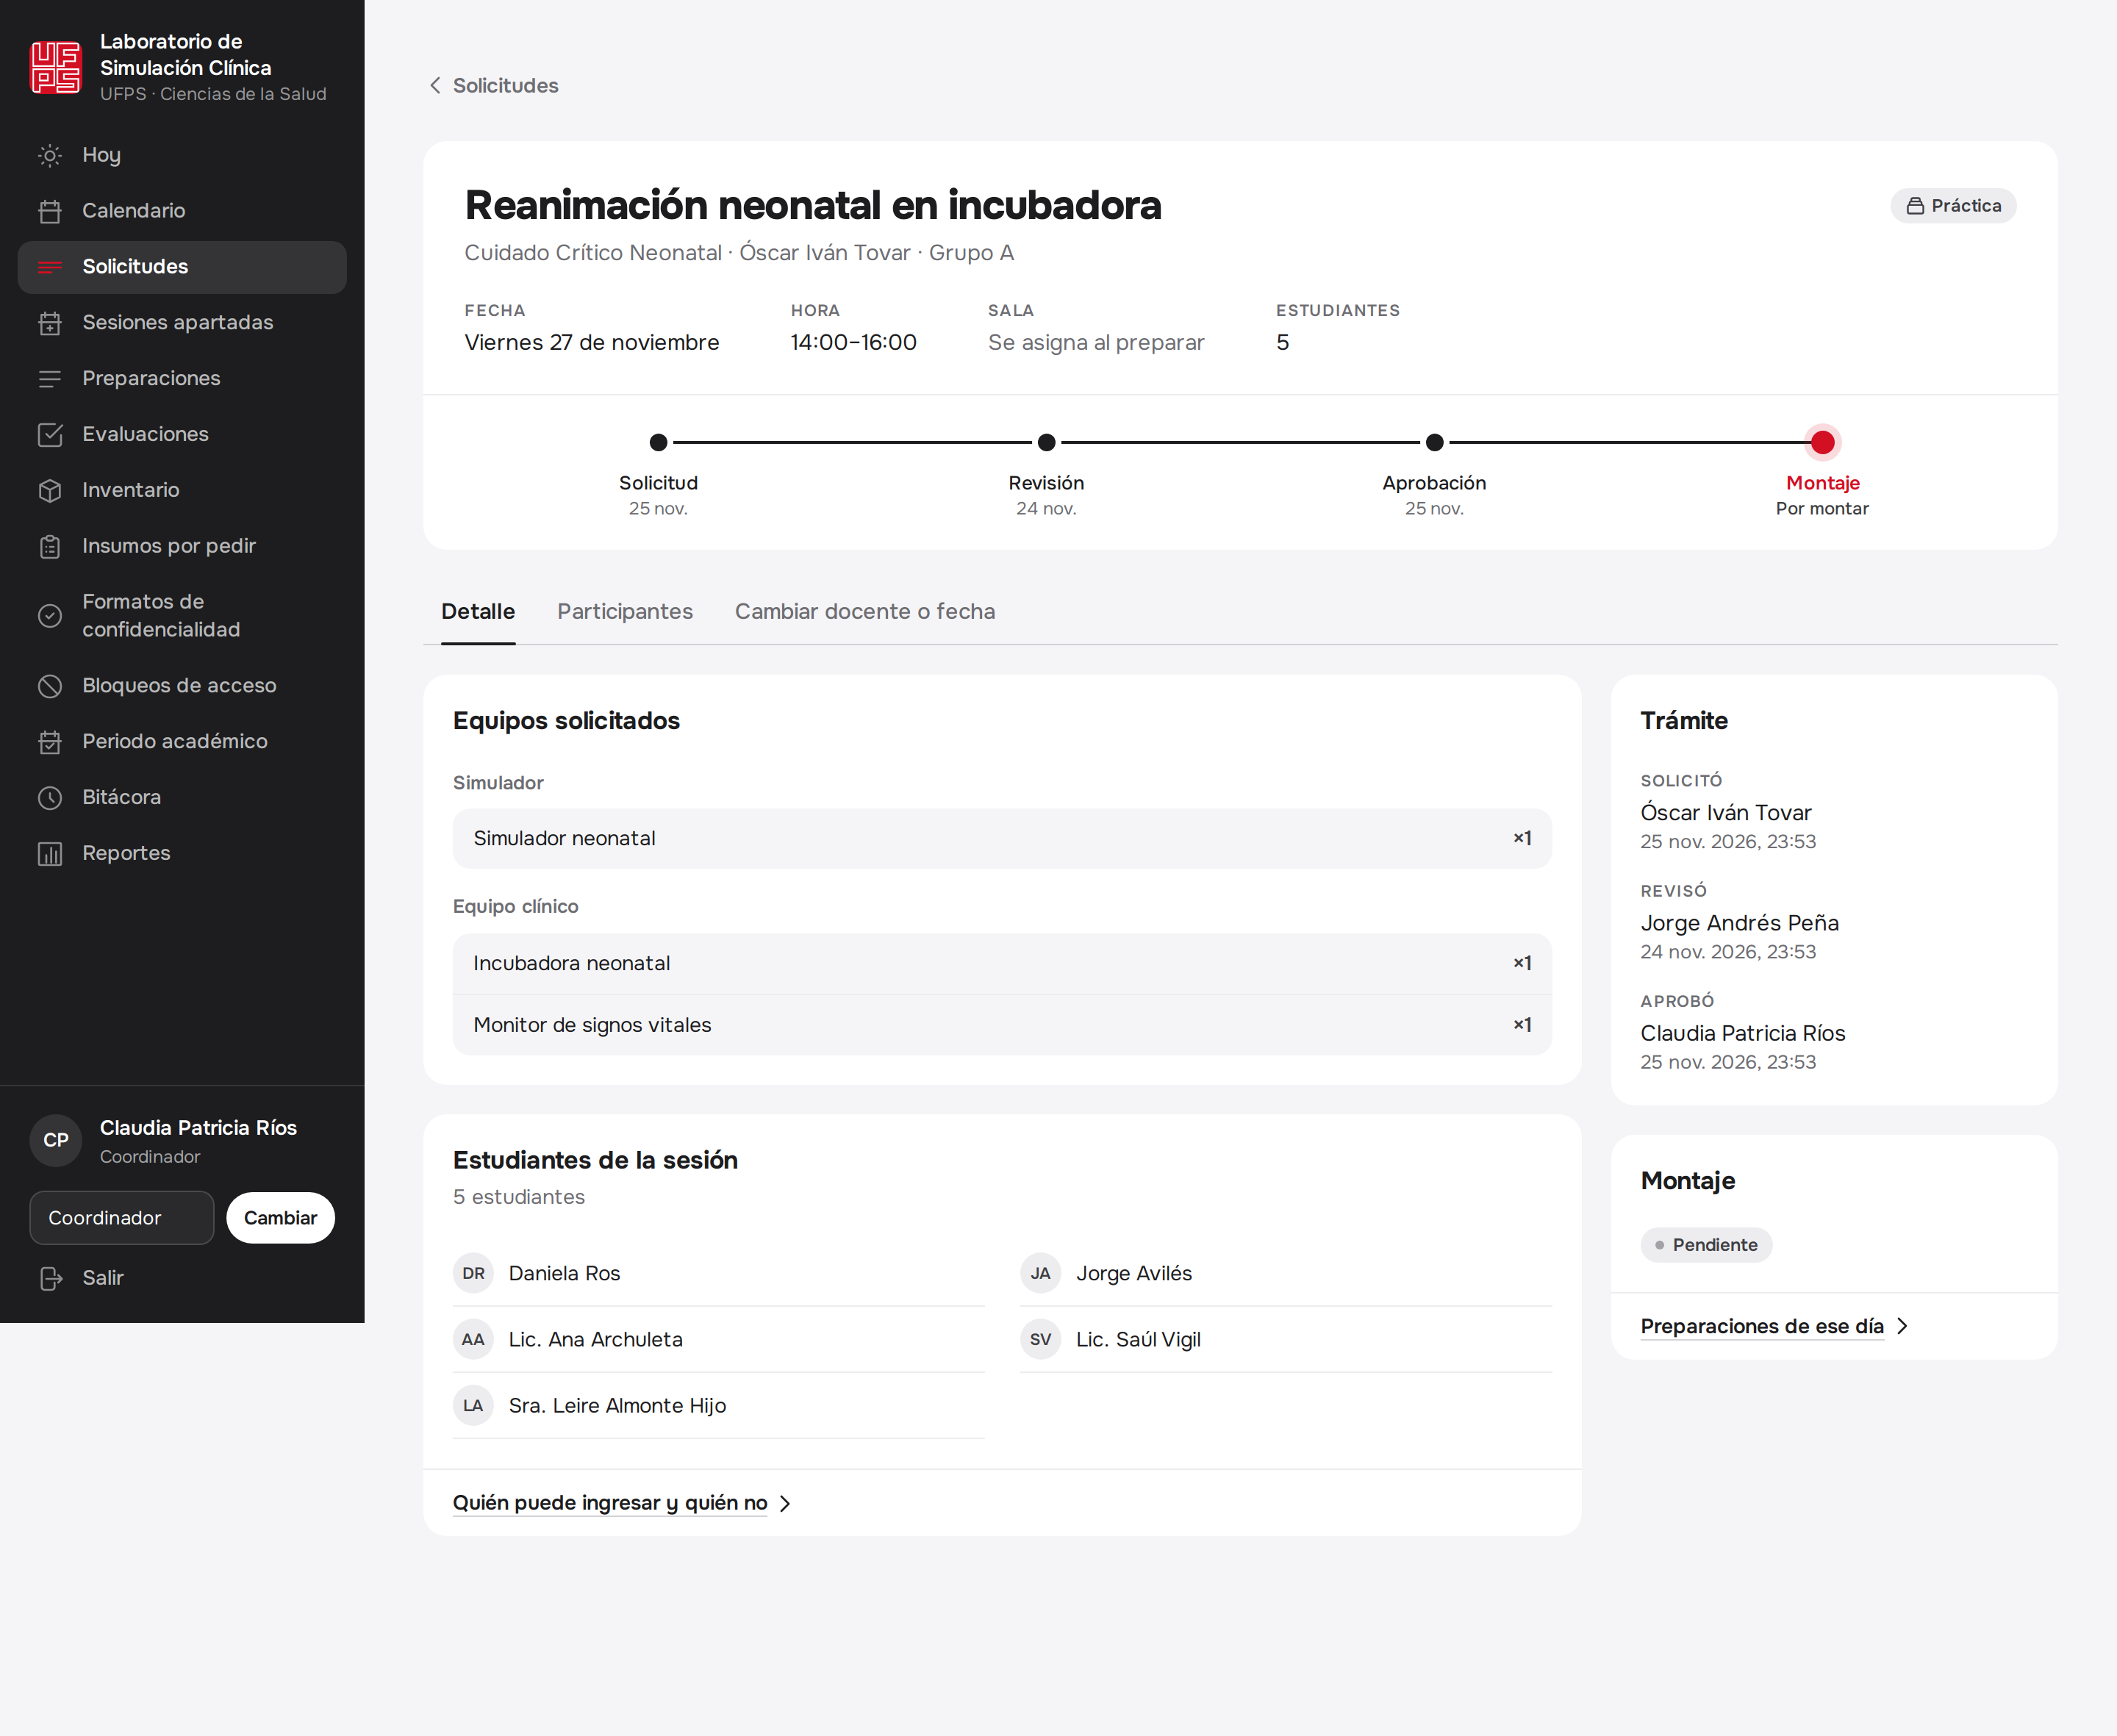 UFPS
Laboratorio de
Simulación Clínica
UFPS · Ciencias de la Salud
Hoy
Calendario
Solicitudes
Sesiones apartadas
Preparaciones
Evaluaciones
Inventario
Insumos por pedir
Formatos de
confidencialidad
Bloqueos de acceso
Periodo académico
Bitácora
Reportes
CP
Claudia Patricia Ríos
Coordinador
Coordinador
Cambiar
Salir
Solicitudes
Reanimación neonatal en incubadora
Práctica
Cuidado Crítico Neonatal · Óscar Iván Tovar · Grupo A
FECHA HORA SALA ESTUDIANTES
Viernes 27 de noviembre 14:00–16:00 Se asigna al preparar 5
Solicitud Revisión Aprobación Montaje
25 nov. 24 nov. 25 nov. Por montar
Detalle Participantes Cambiar docente o fecha
Equipos solicitados
Simulador
Simulador neonatal ×1
Equipo clínico
Incubadora neonatal ×1
Monitor de signos vitales ×1
Estudiantes de la sesión
5 estudiantes
DR Daniela Ros
JA Jorge Avilés
AA Lic. Ana Archuleta
SV Lic. Saúl Vigil
LA Sra. Leire Almonte Hijo
Quién puede ingresar y quién no
Trámite
SOLICITÓ
Óscar Iván Tovar
25 nov. 2026, 23:53
REVISÓ
Jorge Andrés Peña
24 nov. 2026, 23:53
APROBÓ
Claudia Patricia Ríos
25 nov. 2026, 23:53
Montaje
Pendiente
Preparaciones de ese día